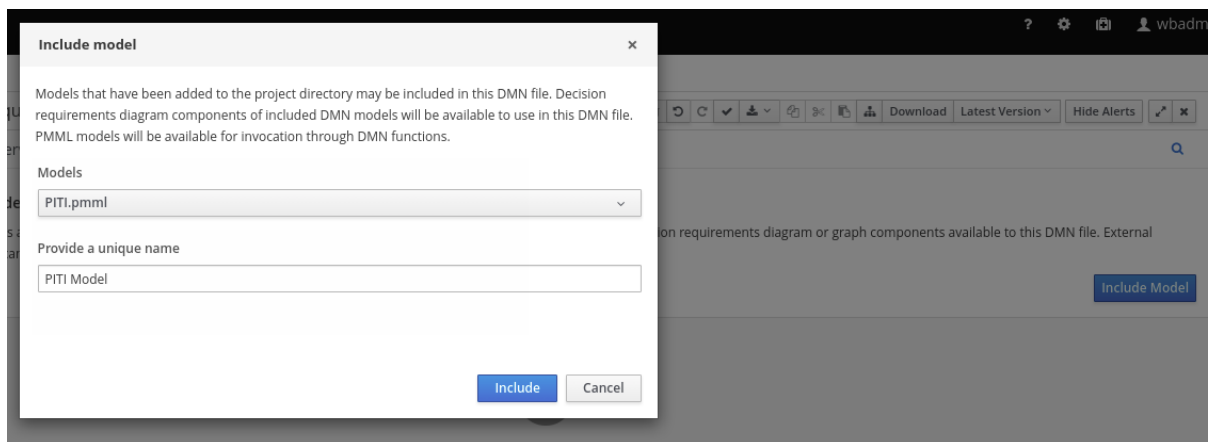 Include model
×
? wbadm
Models that have been added to the project directory may be included in this DMN file. Decision
requirements diagram components of included DMN models will be available to use in this DMN file.
PMML models will be available for invocation through DMN functions.
Download Latest Version Hide Alerts
Models
PITI.pmml
ion requirements diagram or graph components available to this DMN file. External
Provide a unique name
PITI Model
Include Model
Include Cancel